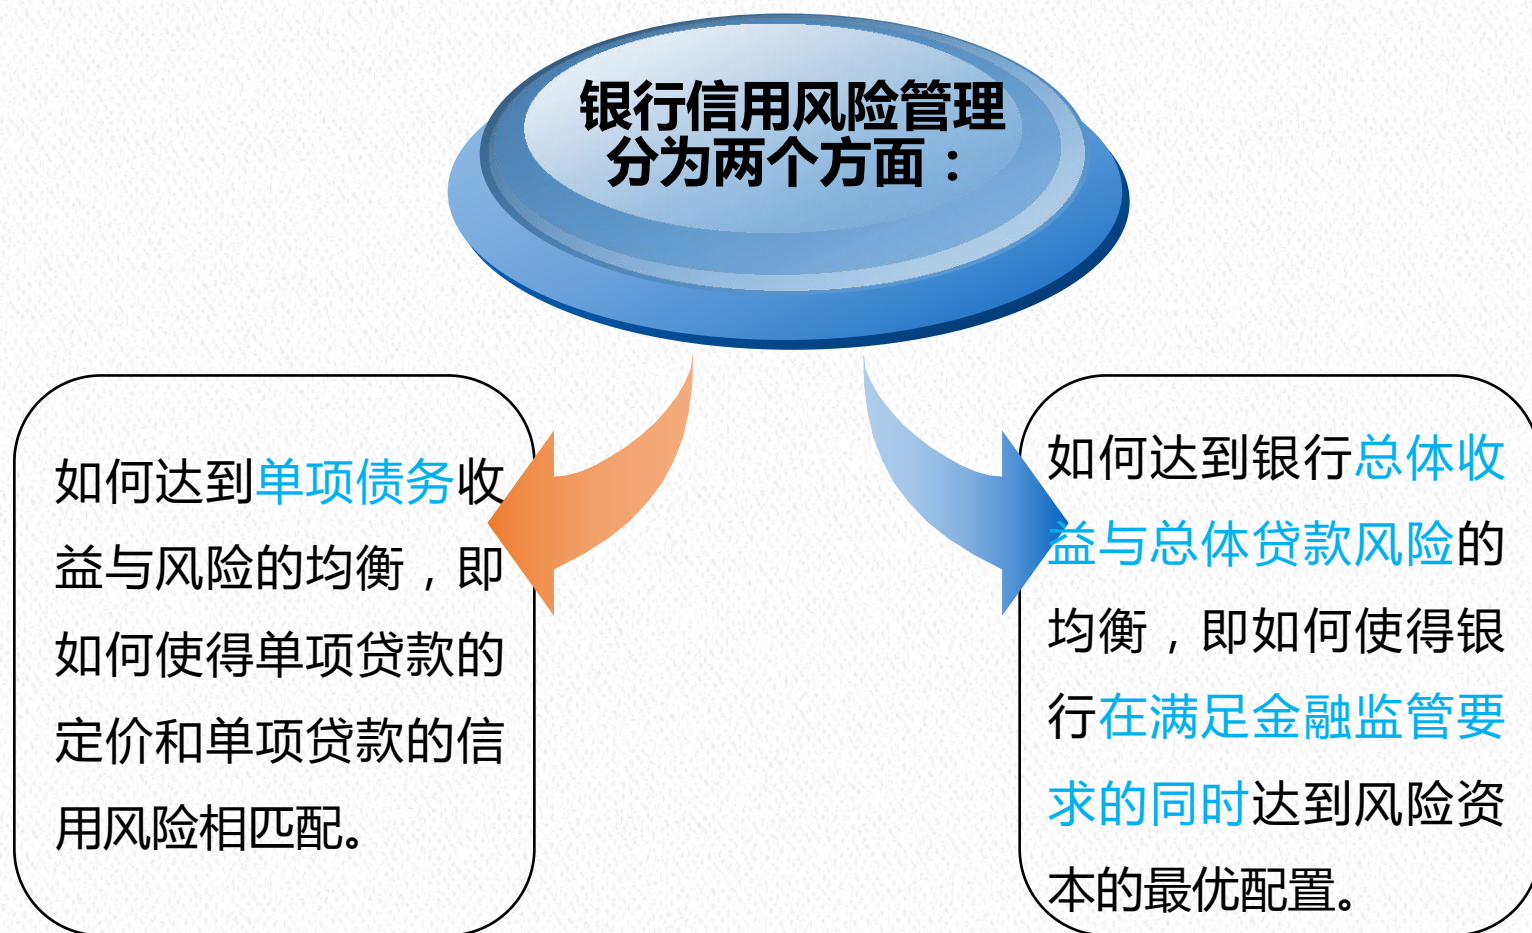 银行信用风险管理
分为两个方面：
如何达到单项债务收
益与风险的均衡，即
如何使得单项贷款的
定价和单项贷款的信
用风险相匹配。
如何达到银行总体收
益与总体贷款风险的
均衡，即如何使得银
行在满足金融监管要
求的同时达到风险资
本的最优配置。